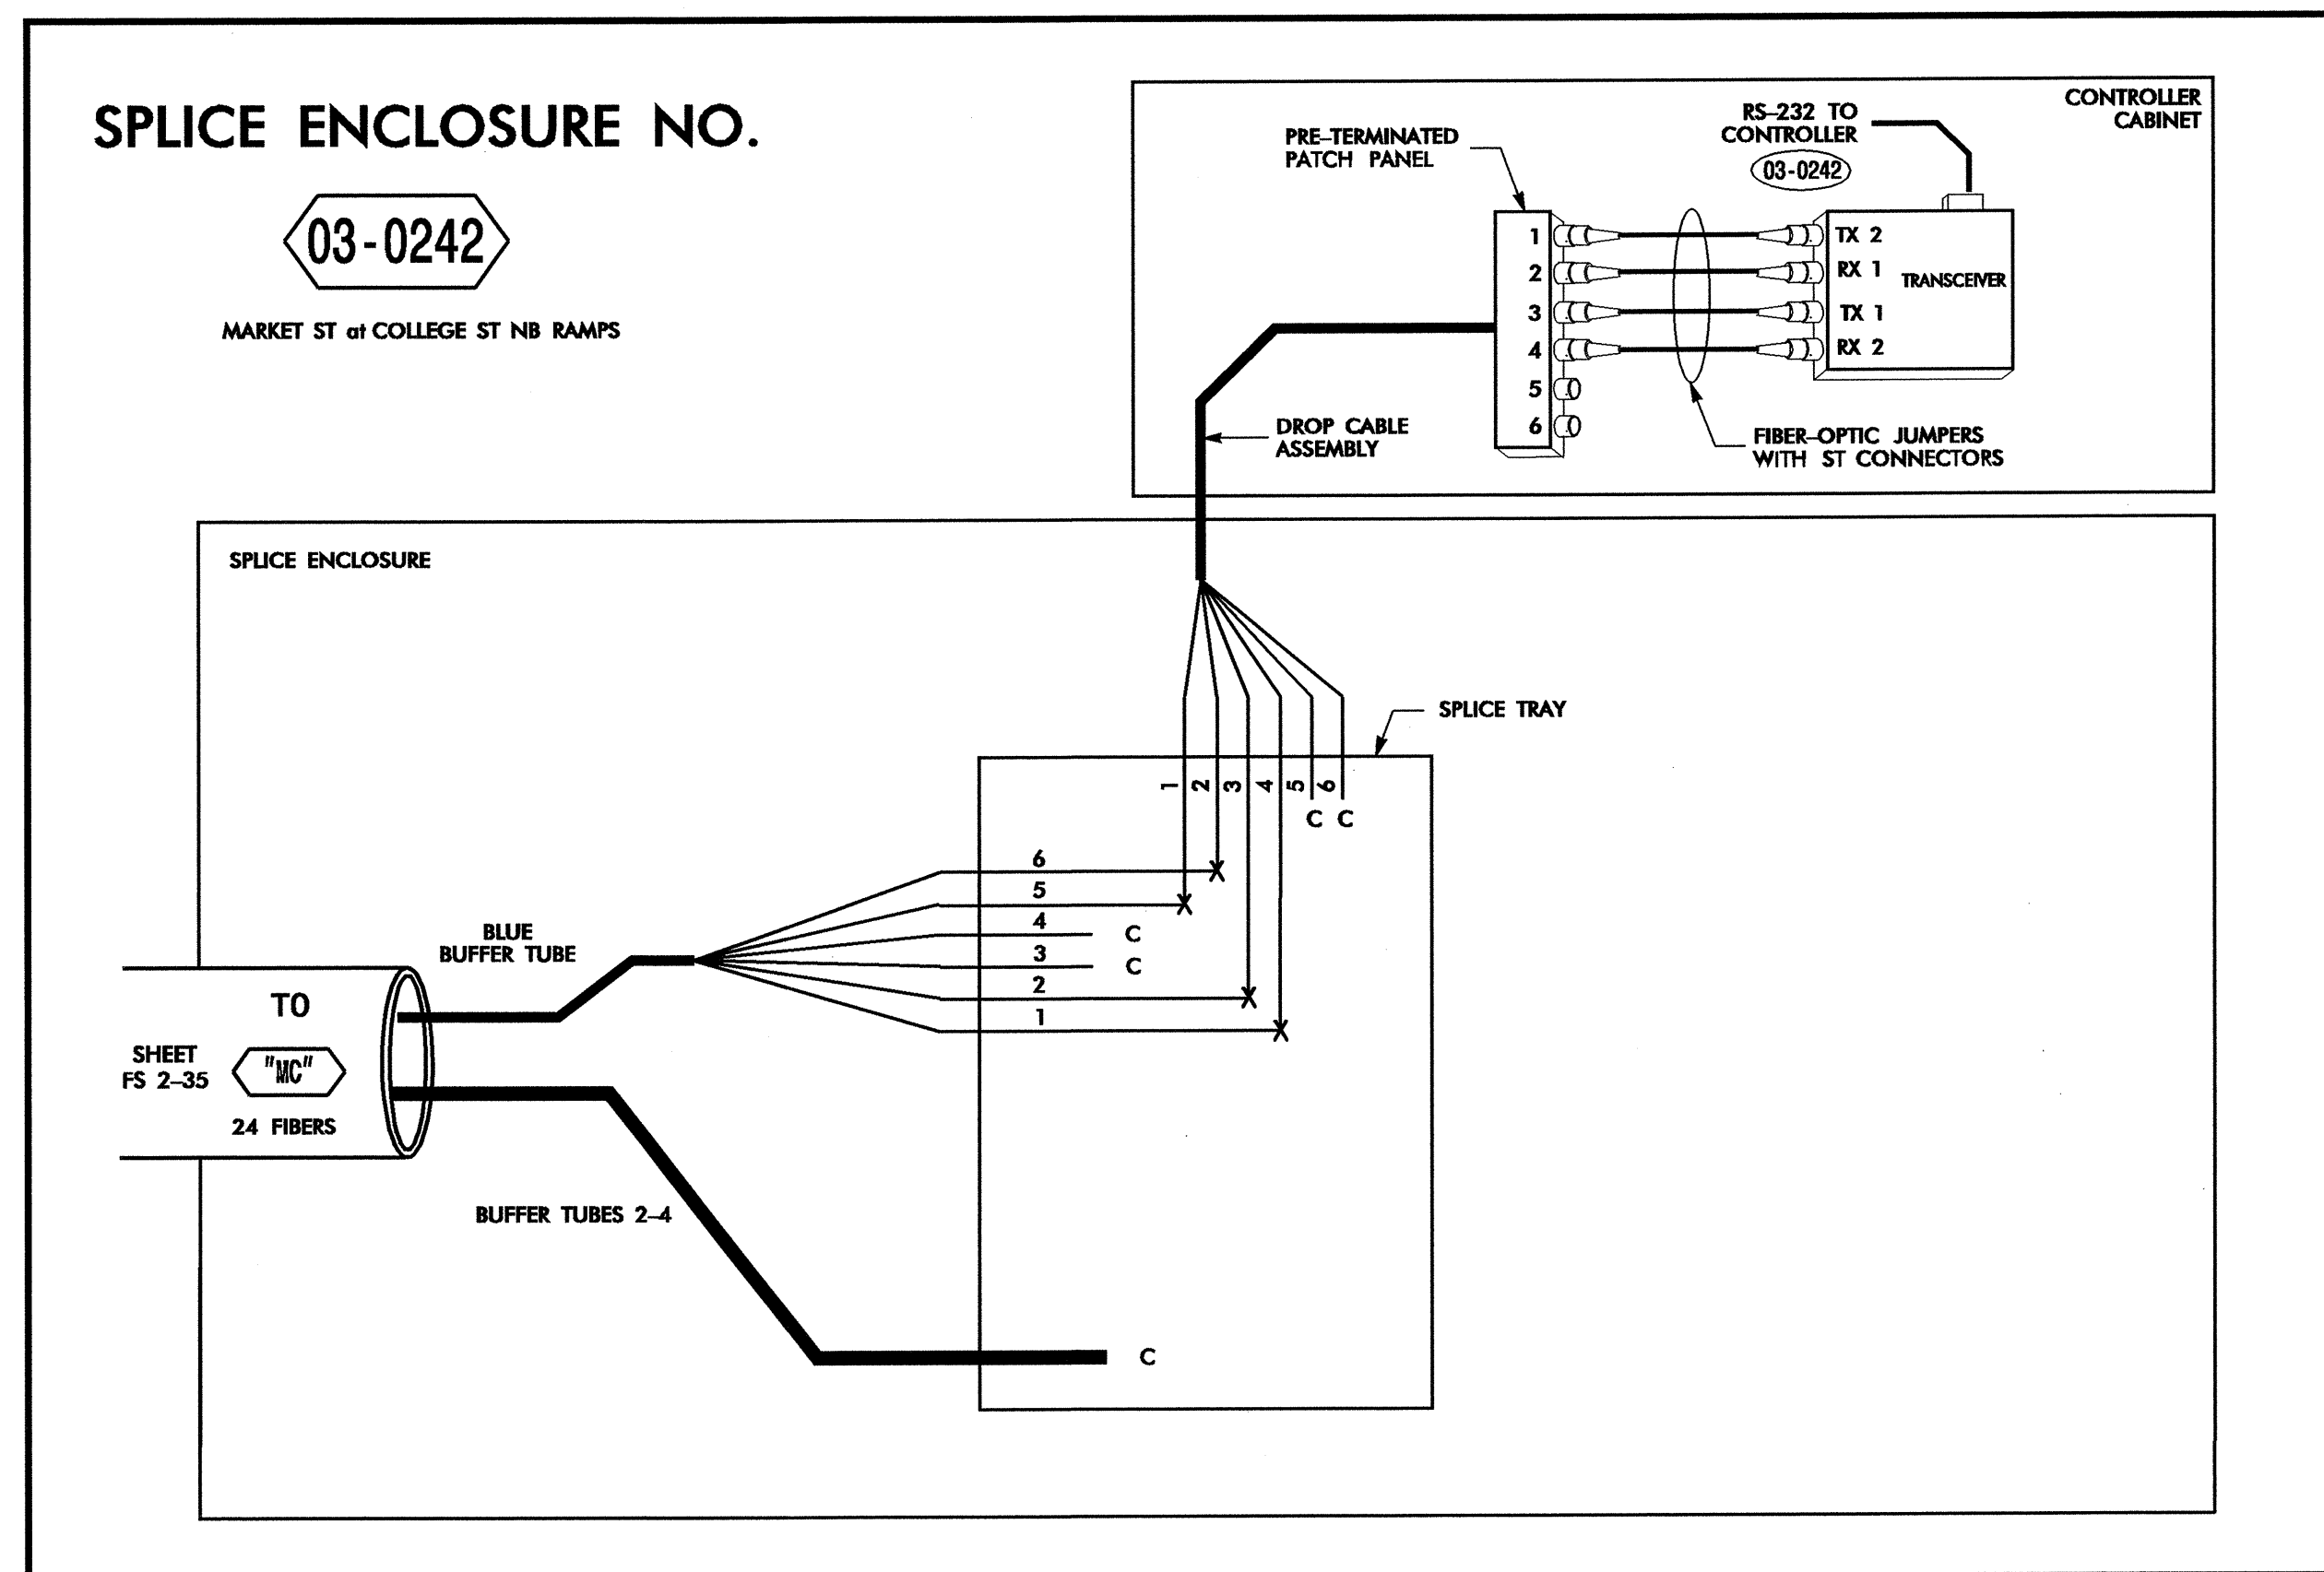 SPLICE ENCLOSURE NO.
03-0242
MARKET ST at COLLEGE ST NB RAMPS
CONTROLLER
CABINET
RS-232 TO
CONTROLLER
03-0242
PRE-TERMINATED
PATCH PANEL
1
2
3
4
5
6
TX 2
RX 1
TX 1
RX 2
TRANSCEIVER
DROP CABLE
ASSEMBLY
FIBER-OPTIC JUMPERS
WITH ST CONNECTORS
SPLICE ENCLOSURE
SPLICE TRAY
1 2 3 4 5 6
C C
6
5
4 C
3 C
2
1
BLUE
BUFFER TUBE
TO
SHEET
FS 2-35
"MC"
24 FIBERS
BUFFER TUBES 2-4
C